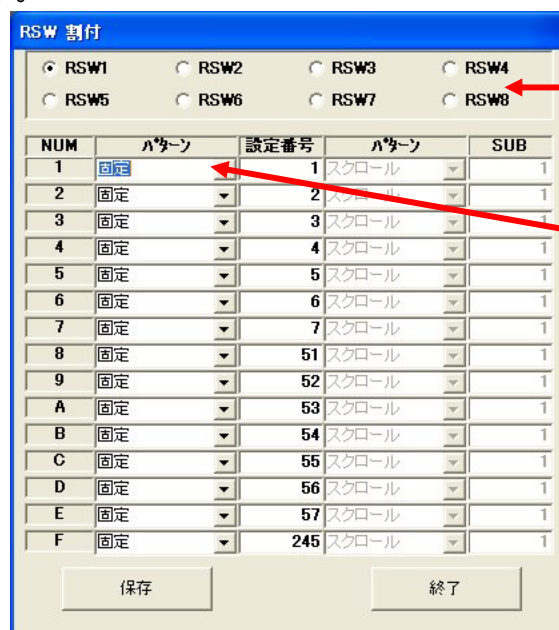 RSW 割付
RSW1 RSW2 RSW3 RSW4
RSW5 RSW6 RSW7 RSW8
NUM パターン 設定番号 パターン SUB
1 固定 1 スクロール 1
2 固定 2 スクロール 1
3 固定 3 スクロール 1
4 固定 4 スクロール 1
5 固定 5 スクロール 1
6 固定 6 スクロール 1
7 固定 7 スクロール 1
8 固定 51 スクロール 1
9 固定 52 スクロール 1
A 固定 53 スクロール 1
B 固定 54 スクロール 1
C 固定 55 スクロール 1
D 固定 56 スクロール 1
E 固定 57 スクロール 1
F 固定 245 スクロール 1
保存 終了